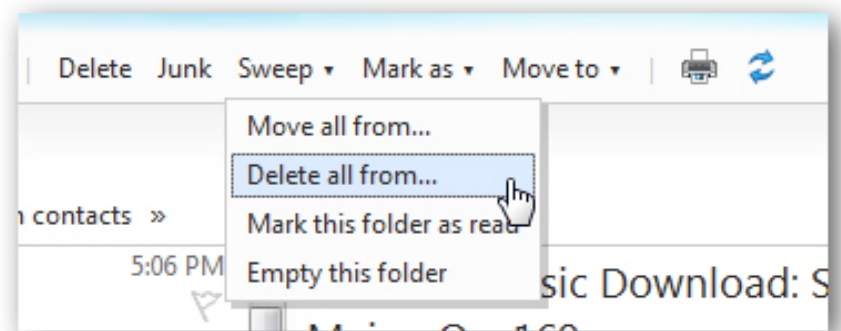 Delete Junk Sweep Mark as Move to
Move all from...
Delete all from...
contacts »
Mark this folder as read
5:06 PM
Empty this folder
sic Download: S